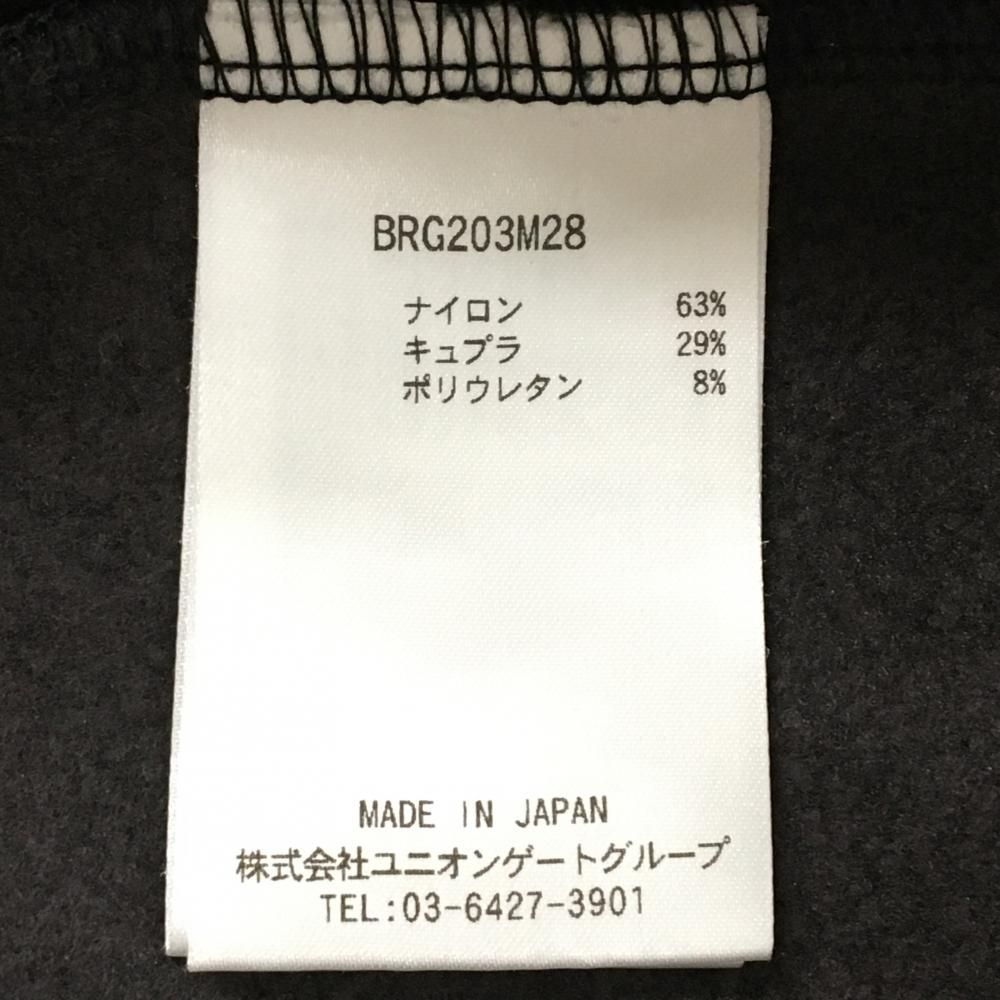 BRG203M28
ナイロン 63%
キュプラ 29%
ポリウレタン 8%
MADE IN JAPAN
株式会社ユニオンゲートグループ
TEL:03-6427-3901